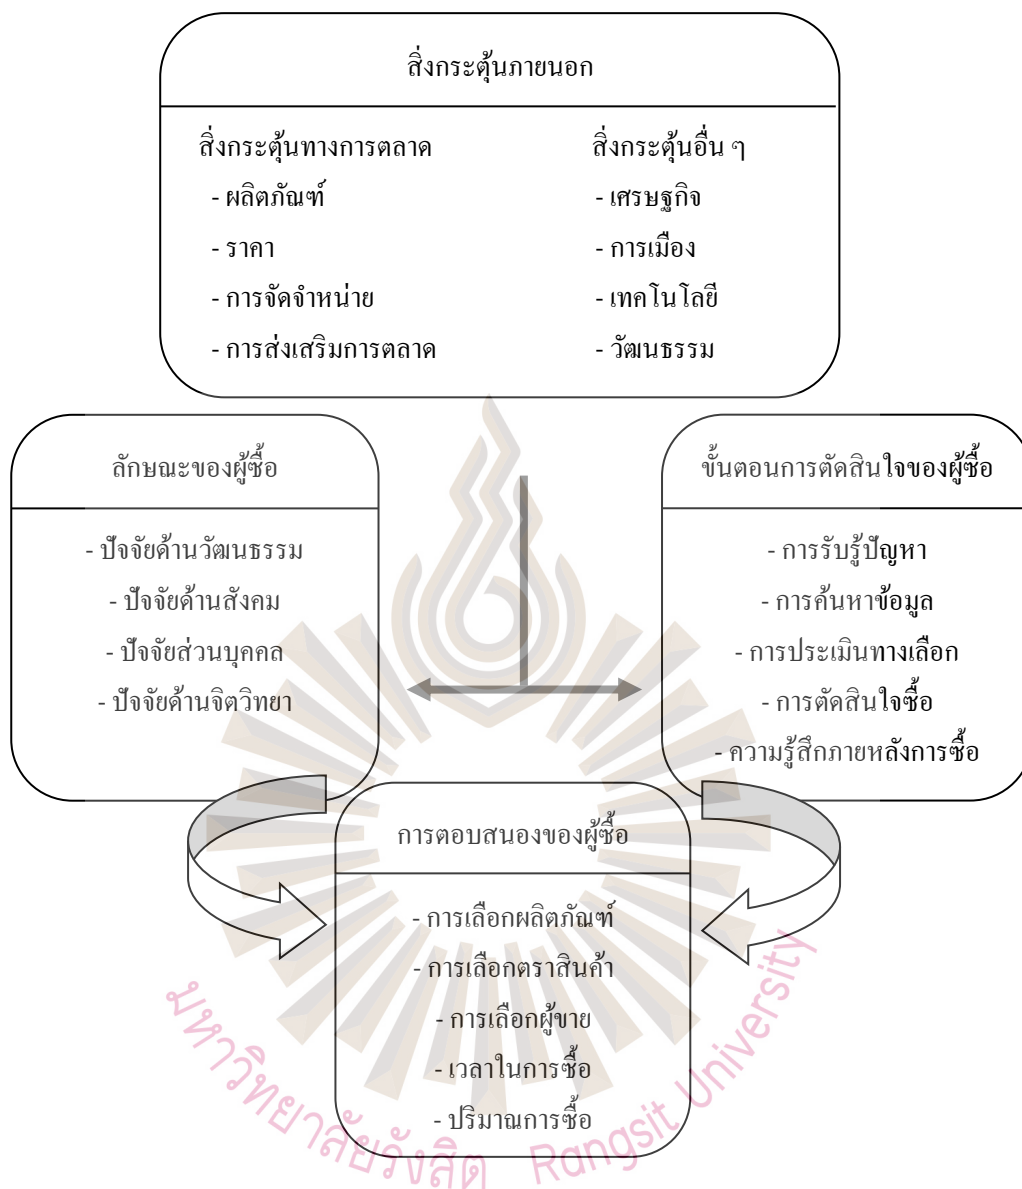 สิ่งกระตุ้นภายนอก
สิ่งกระตุ้นทางการตลาด
- ผลิตภัณฑ์
- ราคา
- การจัดจำหน่าย
- การส่งเสริมการตลาด
สิ่งกระตุ้นอื่น ๆ
- เศรษฐกิจ
- การเมือง
- เทคโนโลยี
- วัฒนธรรม
ลักษณะของผู้ซื้อ
- ปัจจัยด้านวัฒนธรรม
- ปัจจัยด้านสังคม
- ปัจจัยส่วนบุคคล
- ปัจจัยด้านจิตวิทยา
ขั้นตอนการตัดสินใจของผู้ซื้อ
- การรับรู้ปัญหา
- การค้นหาข้อมูล
- การประเมินทางเลือก
- การตัดสินใจซื้อ
- ความรู้สึกภายหลังการซื้อ
การตอบสนองของผู้ซื้อ
- การเลือกผลิตภัณฑ์
- การเลือกตราสินค้า
- การเลือกผู้ขาย
- เวลาในการซื้อ
- ปริมาณการซื้อ
มหาวิทยาลัยรังสิต Rangsit University